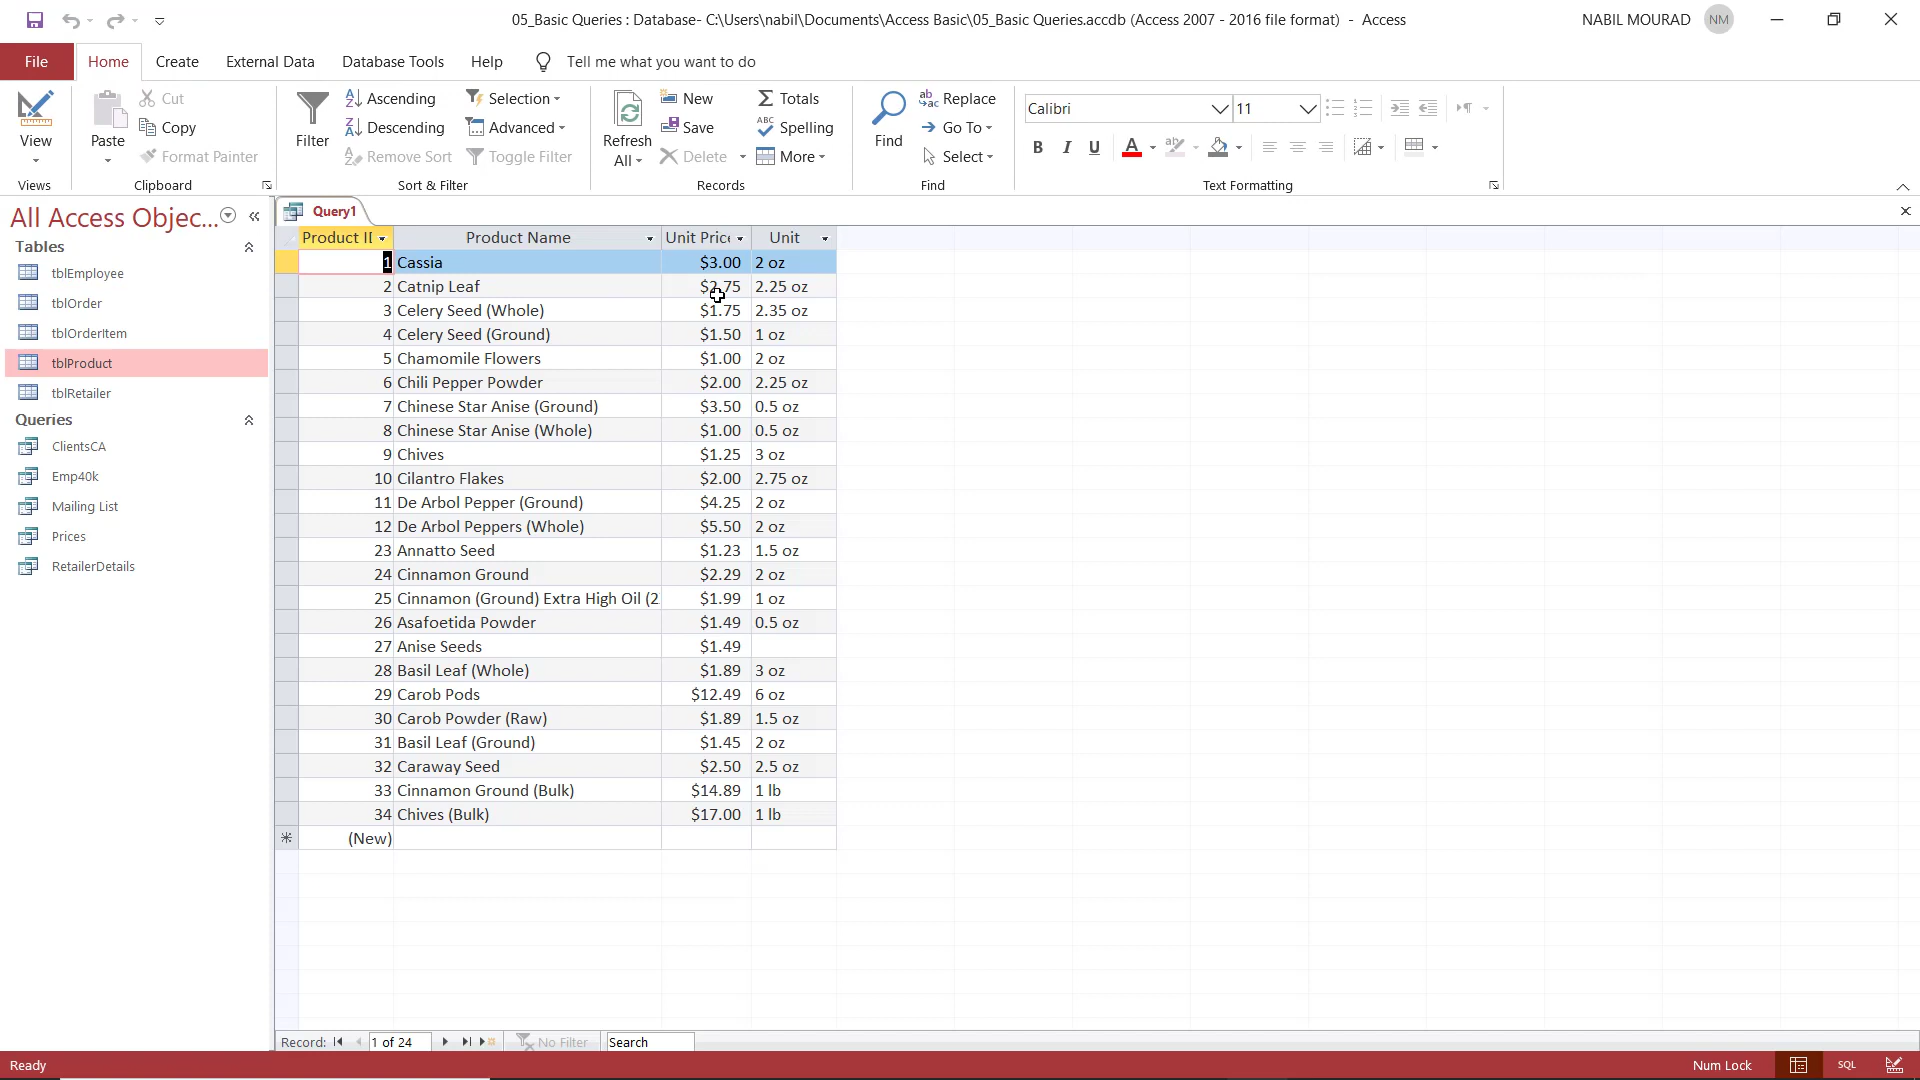 05_Basic Queries : Database- C:\Users\nabil\Documents\Access Basic\05_Basic Queries.accdb (Access 2007 - 2016 file format) - Access
NABIL MOURAD NM
File Home Create External Data Database Tools Help Tell me what you want to do
View
Views
Paste
Cut
Copy
Format Painter
Clipboard
Filter
Ascending
Descending
Remove Sort
Selection
Advanced
Toggle Filter
Sort & Filter
Refresh
All
New
Save
Delete
Totals
Spelling
More
Records
Find
Replace
Go To
Select
Find
Calibri 11
B I U A
Text Formatting
All Access Objec...
Tables
tblEmployee
tblOrder
tblOrderItem
tblProduct
tblRetailer
Queries
ClientsCA
Emp40k
Mailing List
Prices
RetailerDetails
Query1
Product ID Product Name Unit Price Unit
1 Cassia $3.00 2 oz
2 Catnip Leaf $2.75 2.25 oz
3 Celery Seed (Whole) $1.75 2.35 oz
4 Celery Seed (Ground) $1.50 1 oz
5 Chamomile Flowers $1.00 2 oz
6 Chili Pepper Powder $2.00 2.25 oz
7 Chinese Star Anise (Ground) $3.50 0.5 oz
8 Chinese Star Anise (Whole) $1.00 0.5 oz
9 Chives $1.25 3 oz
10 Cilantro Flakes $2.00 2.75 oz
11 De Arbol Pepper (Ground) $4.25 2 oz
12 De Arbol Peppers (Whole) $5.50 2 oz
23 Annatto Seed $1.23 1.5 oz
24 Cinnamon Ground $2.29 2 oz
25 Cinnamon (Ground) Extra High Oil (2 $1.99 1 oz
26 Asafoetida Powder $1.49 0.5 oz
27 Anise Seeds $1.49
28 Basil Leaf (Whole) $1.89 3 oz
29 Carob Pods $12.49 6 oz
30 Carob Powder (Raw) $1.89 1.5 oz
31 Basil Leaf (Ground) $1.45 2 oz
32 Caraway Seed $2.50 2.5 oz
33 Cinnamon Ground (Bulk) $14.89 1 lb
34 Chives (Bulk) $17.00 1 lb
(New)
Record: 1 of 24 No Filter Search
Ready Num Lock SQL